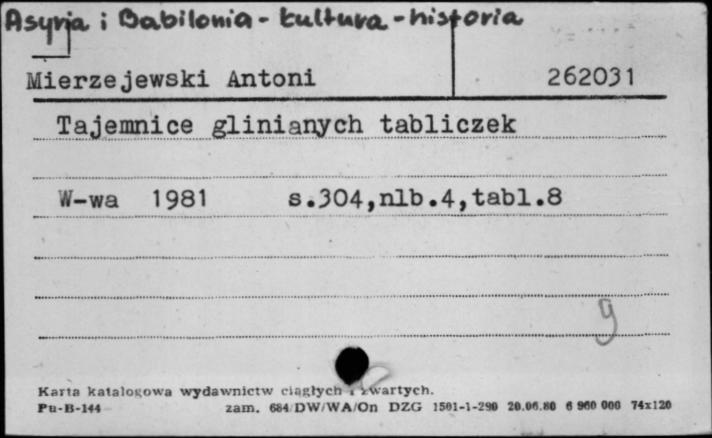 Asyria i Babilonia - kultura - historia
Mierzejewski Antoni 262031
Tajemnice glinianych tabliczek
W-wa 1981 s.304,nlb.4,tabl.8
g
Karta katalogowa wydawnictw ciągłych i zwartych.
Pu-B-144 zam. 684/DW/WA/On DZG 1501-1-290 20.06.80 6 960 000 74x120